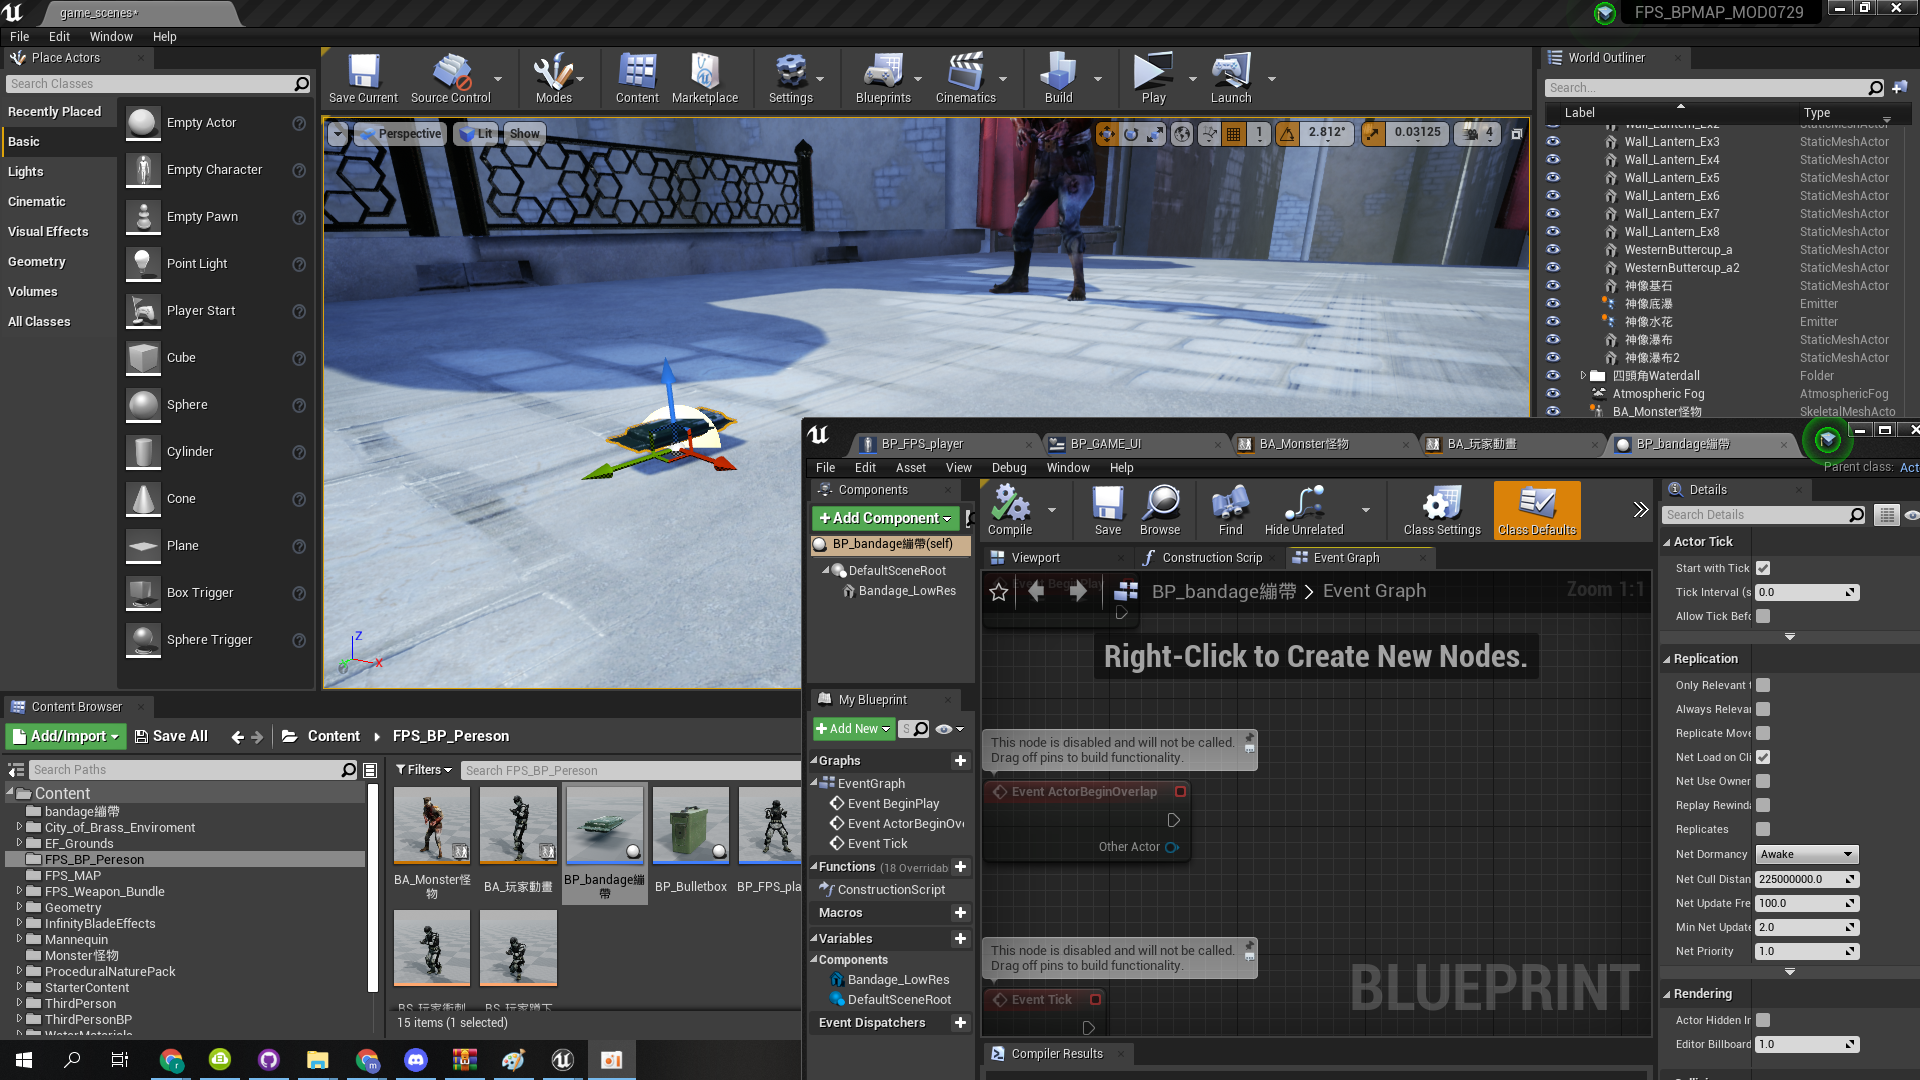 game_scenes*
FPS_BPMAP_MOD0729
File Edit Window Help
Place Actors
Search Classes
Recently Placed
Basic
Lights
Cinematic
Visual Effects
Geometry
Volumes
All Classes
Empty Actor
Empty Character
Empty Pawn
Point Light
Player Start
Cube
Sphere
Cylinder
Cone
Plane
Box Trigger
Sphere Trigger
Save Current
Source Control
Modes
Content
Marketplace
Settings
Blueprints
Cinematics
Build
Play
Launch
Perspective
Lit
Show
1
2.812°
0.03125
4
Z
X
Y
World Outliner
Search...
Label Type
Wall_Lantern_Ex2 StaticMeshActor
Wall_Lantern_Ex3 StaticMeshActor
Wall_Lantern_Ex4 StaticMeshActor
Wall_Lantern_Ex5 StaticMeshActor
Wall_Lantern_Ex6 StaticMeshActor
Wall_Lantern_Ex7 StaticMeshActor
Wall_Lantern_Ex8 StaticMeshActor
WesternButtercup_a StaticMeshActor
WesternButtercup_a2 StaticMeshActor
神像基石 StaticMeshActor
神像底瀑 Emitter
神像水花 Emitter
神像瀑布 StaticMeshActor
神像瀑布2 StaticMeshActor
四頭角Waterdall Folder
Atmospheric Fog AtmosphericFog
BA_Monster怪物 SkeletalMeshActo
BP_FPS_player
BP_GAME_UI
BA_Monster怪物
BA_玩家動畫
BP_bandage繃帶
File Edit Asset View Debug Window Help
Parent class: Act
Components
Add Component
BP_bandage繃帶(self)
DefaultSceneRoot
Bandage_LowRes
Compile
Save
Browse
Find
Hide Unrelated
Class Settings
Class Defaults
Viewport
Construction Scrip
Event Graph
Event BeginPlay
BP_bandage繃帶 > Event Graph
Zoom 1:1
Right-Click to Create New Nodes.
This node is disabled and will not be called.
Drag off pins to build functionality.
Event ActorBeginOverlap
Other Actor
This node is disabled and will not be called.
Drag off pins to build functionality.
Event Tick
BLUEPRINT
Compiler Results
My Blueprint
Add New
S
Graphs
EventGraph
Event BeginPlay
Event ActorBeginOv
Event Tick
Functions (18 Overridab
ConstructionScript
Macros
Variables
Components
Bandage_LowRes
DefaultSceneRoot
Event Dispatchers
Details
Search Details
Actor Tick
Start with Tick
Tick Interval (s 0.0
Allow Tick Befo
Replication
Only Relevant t
Always Relevan
Replicate Move
Net Load on Cli
Net Use Owner
Replay Rewinda
Replicates
Net Dormancy Awake
Net Cull Distan 225000000.0
Net Update Fre 100.0
Min Net Update 2.0
Net Priority 1.0
Rendering
Actor Hidden In
Editor Billboard 1.0
Content Browser
Add/Import
Save All
Content
FPS_BP_Pereson
Search Paths
Filters
Search FPS_BP_Pereson
Content
bandage繃帶
City_of_Brass_Enviroment
EF_Grounds
FPS_BP_Pereson
FPS_MAP
FPS_Weapon_Bundle
Geometry
InfinityBladeEffects
Mannequin
Monster怪物
ProceduralNaturePack
StarterContent
ThirdPerson
ThirdPersonBP
WaterMaterials
BA_Monster怪
物
BA_玩家動畫
BP_bandage繃
帶
BP_Bulletbox
BP_FPS_pla
BS_玩家衝刺
BS_玩家蹲下
15 items (1 selected)